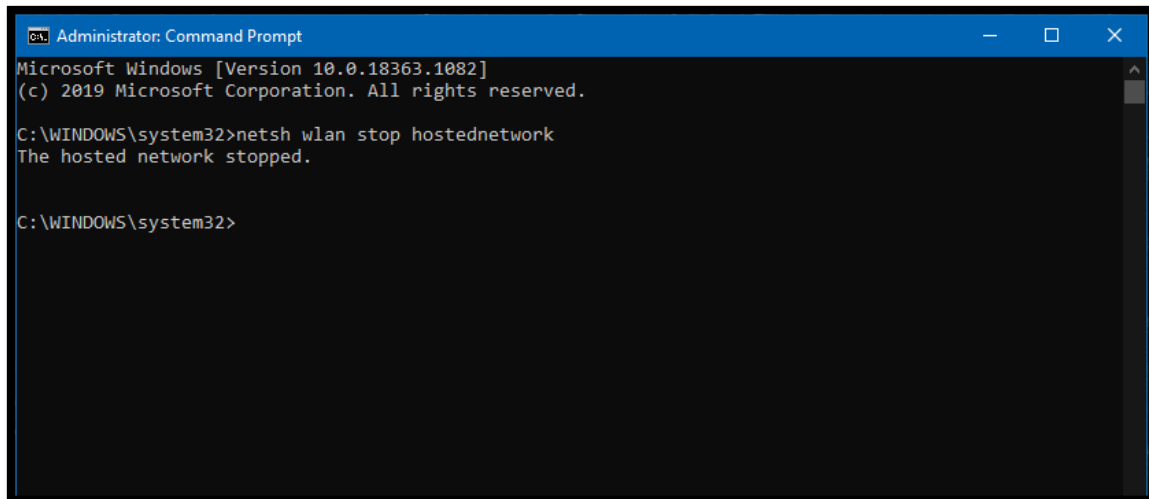 Administrator: Command Prompt
Microsoft Windows [Version 10.0.18363.1082]
(c) 2019 Microsoft Corporation. All rights reserved.
C:\WINDOWS\system32>netsh wlan stop hostednetwork
The hosted network stopped.
C:\WINDOWS\system32>